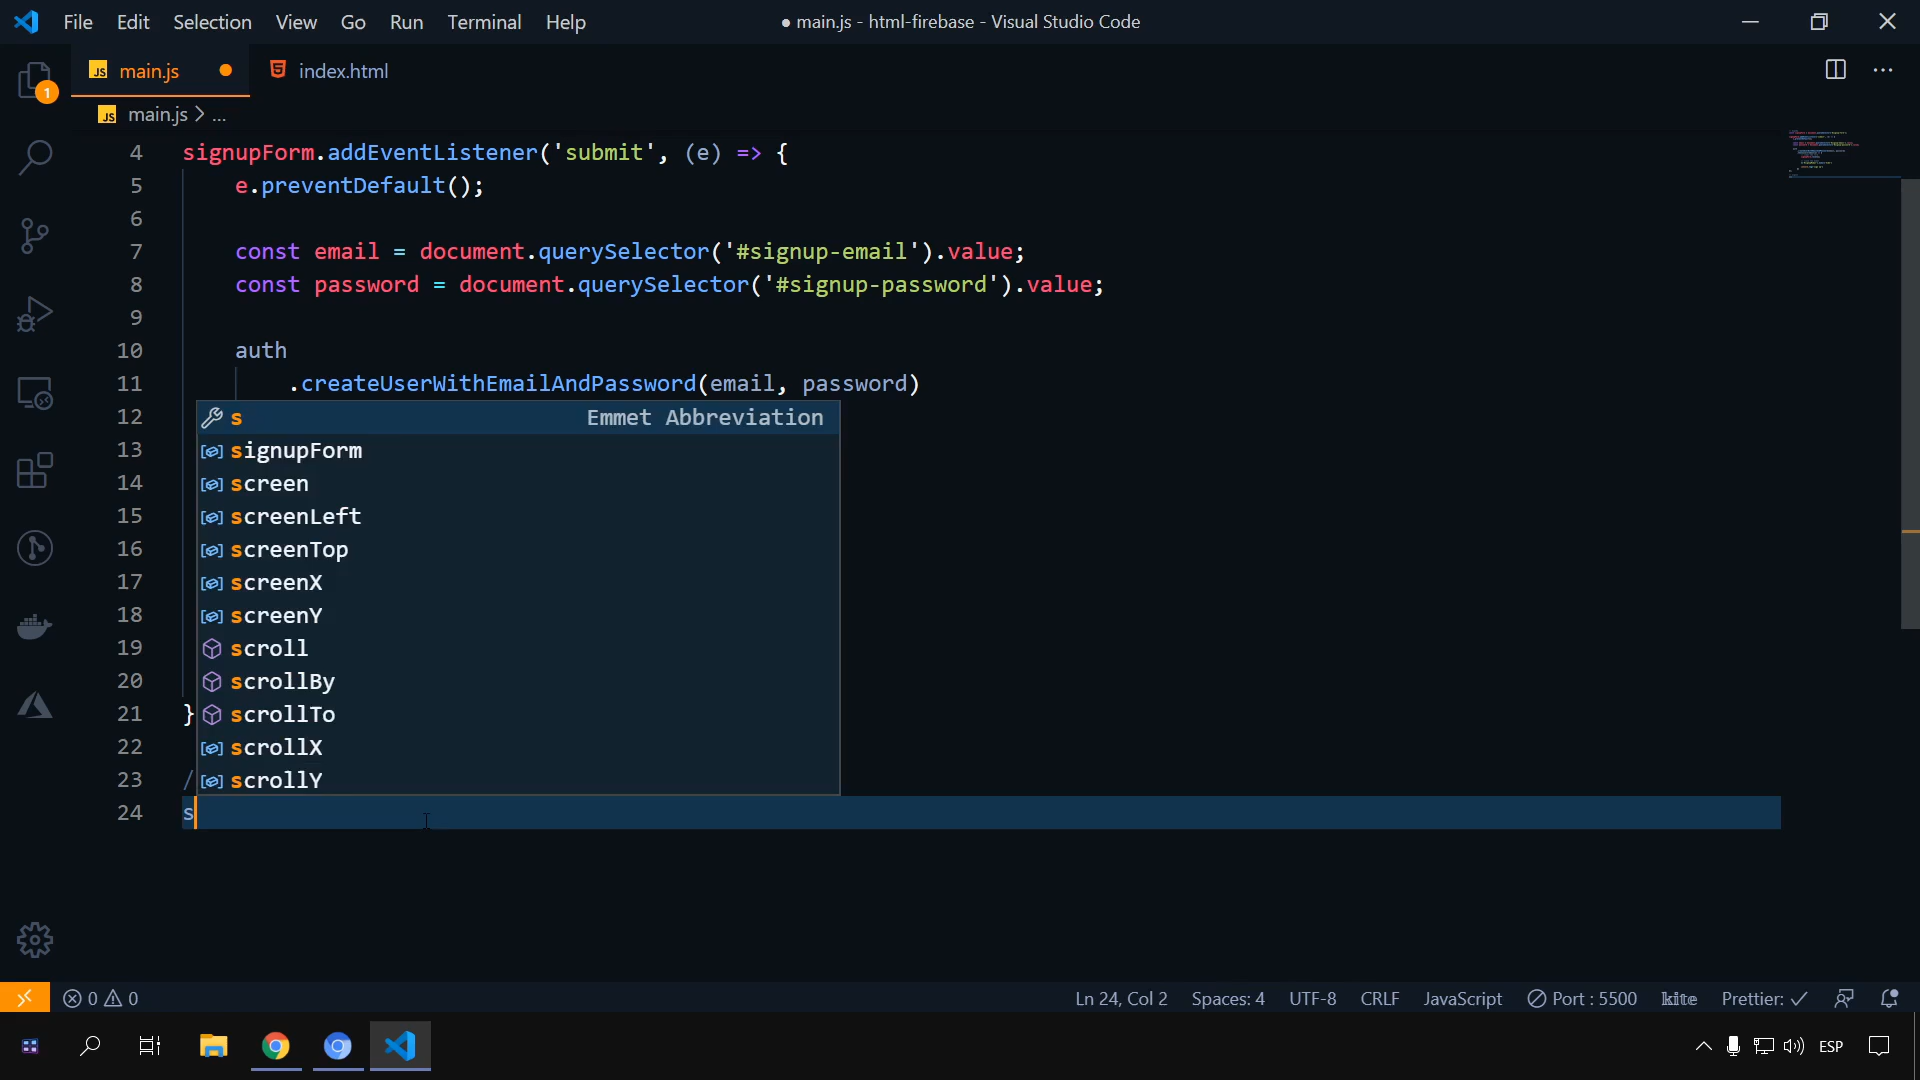 File Edit Selection View Go Run Terminal Help
● main.js - html-firebase - Visual Studio Code
JS main.js ● index.html
1
JS main.js > ...
4 signupForm.addEventListener('submit', (e) => {
5 e.preventDefault();
6
7 const email = document.querySelector('#signup-email').value;
8 const password = document.querySelector('#signup-password').value;
9
10 auth
11 .createUserWithEmailAndPassword(email, password)
12 s Emmet Abbreviation
13 signupForm
14 screen
15 screenLeft
16 screenTop
17 screenX
18 screenY
19 scroll
20 scrollBy
21 } scrollTo
22 scrollX
23 / scrollY
24 s
0 0 Ln 24, Col 2 Spaces: 4 UTF-8 CRLF JavaScript Port : 5500 kite Prettier: ✓
ESP